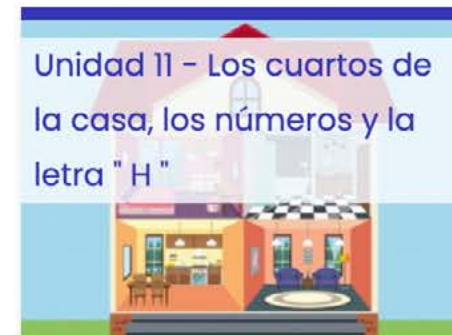 Unidad 11 - Los cuartos de
la casa, los números y la
letra " H "